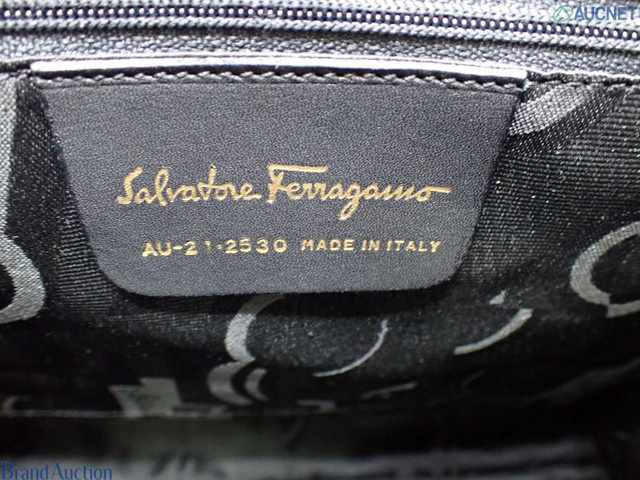 AUCNET
Salvatore Ferragamo
AU-21·2530 MADE IN ITALY
Brand Auction